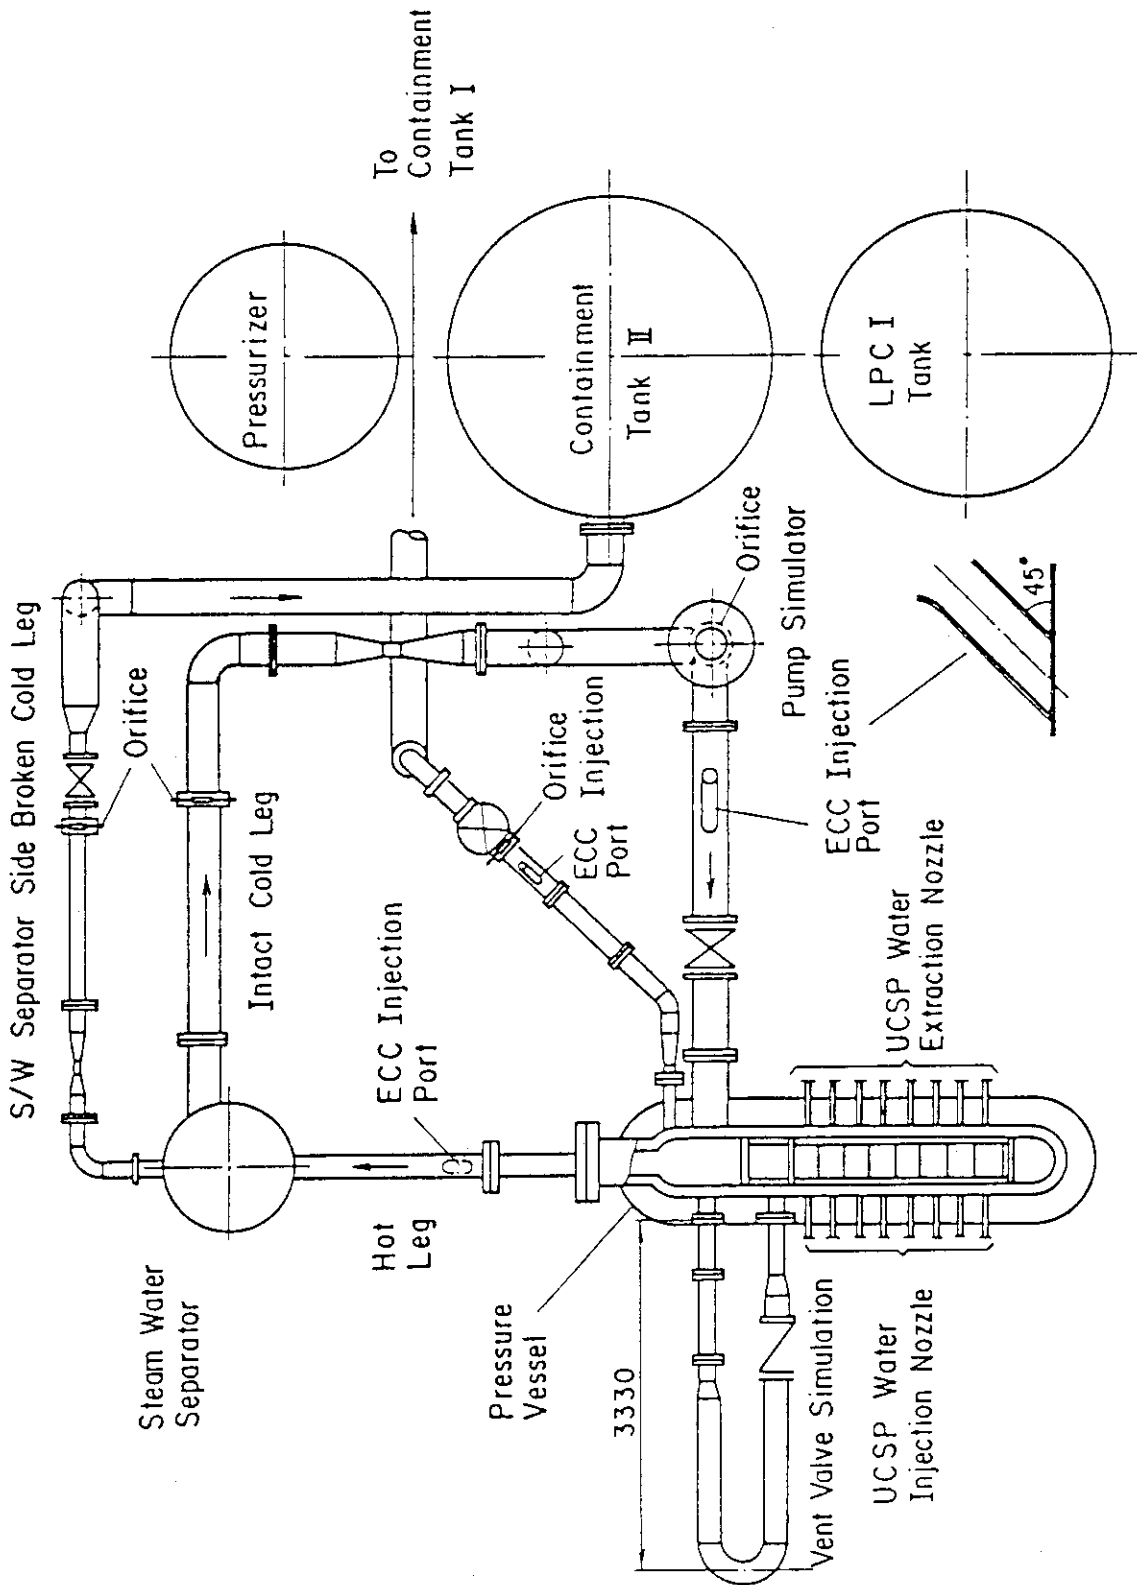 S/W Separator Side Broken Cold Leg
Orifice
Intact Cold Leg
Steam Water
Separator
Hot
Leg
ECC Injection
Port
Pressure
Vessel
3330
Vent Valve Simulation
UCSP Water
Injection Nozzle
UCSP Water
Extraction Nozzle
Orifice
Injection
ECC
Port
Orifice
Pump Simulator
ECC Injection
Port
45°
To
Containment
Tank I
Pressurizer
Containment
Tank II
LPC I
Tank